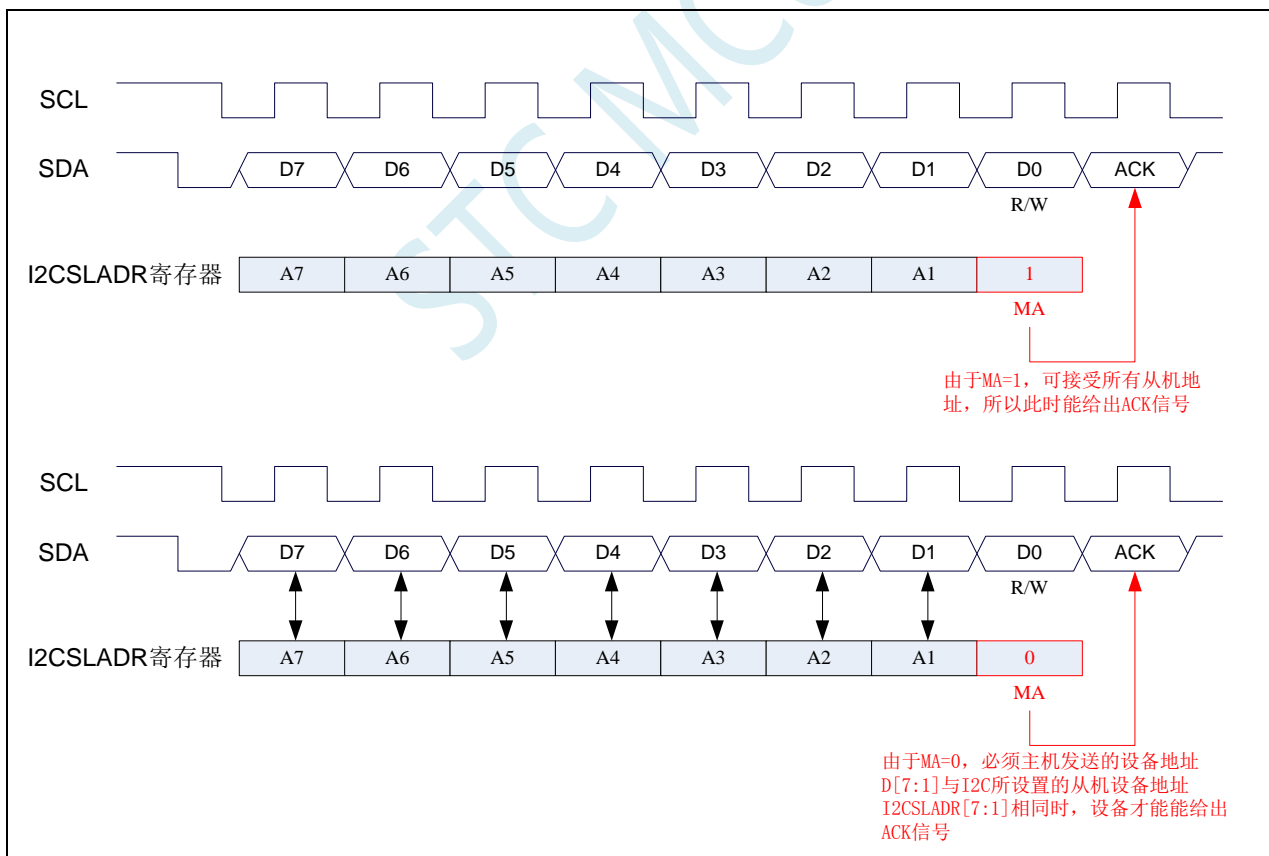 STC MC
SCL
SDA D7 D6 D5 D4 D3 D2 D1 D0 ACK
R/W
I2CSLADR寄存器 A7 A6 A5 A4 A3 A2 A1 1
MA
由于MA=1，可接受所有从机地
址，所以此时能给出ACK信号
SCL
SDA D7 D6 D5 D4 D3 D2 D1 D0 ACK
R/W
I2CSLADR寄存器 A7 A6 A5 A4 A3 A2 A1 0
MA
由于MA=0，必须主机发送的设备地址
D[7:1]与I2C所设置的从机设备地址
I2CSLADR[7:1]相同时，设备才能能给出
ACK信号